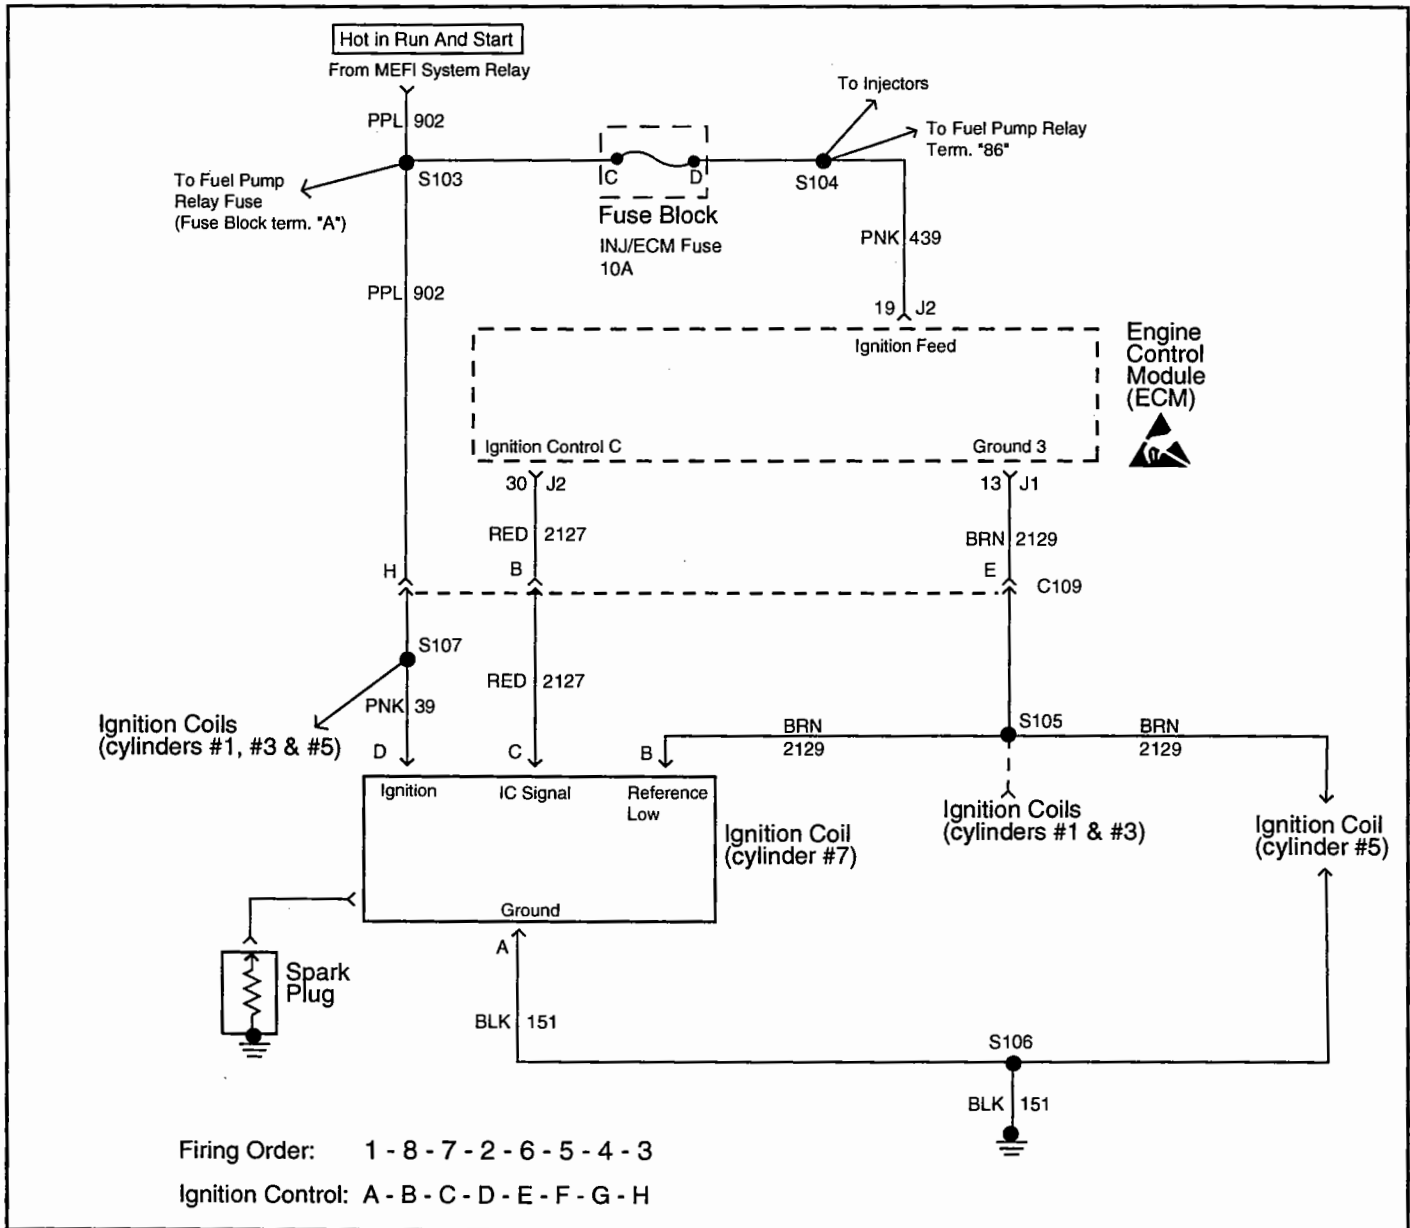 Hot in Run And Start
From MEFI System Relay
PPL 902
To Injectors
To Fuel Pump Relay
Term. "86"
S103
C D
S104
To Fuel Pump
Relay Fuse
(Fuse Block term. "A")
Fuse Block
INJ/ECM Fuse
10A
PNK 439
PPL 902
19 J2
Ignition Feed
Engine
Control
Module
(ECM)
Ignition Control C
Ground 3
30 J2
13 J1
RED 2127
BRN 2129
H
B
E
C109
S107
RED 2127
PNK 39
Ignition Coils
(cylinders #1, #3 & #5)
S105
BRN
2129
BRN
2129
D
C
B
Ignition
IC Signal
Reference
Low
Ignition Coil
(cylinder #7)
Ignition Coils
(cylinders #1 & #3)
Ignition Coil
(cylinder #5)
Ground
A
Spark
Plug
BLK 151
S106
BLK 151
Firing Order: 1 - 8 - 7 - 2 - 6 - 5 - 4 - 3
Ignition Control: A - B - C - D - E - F - G - H